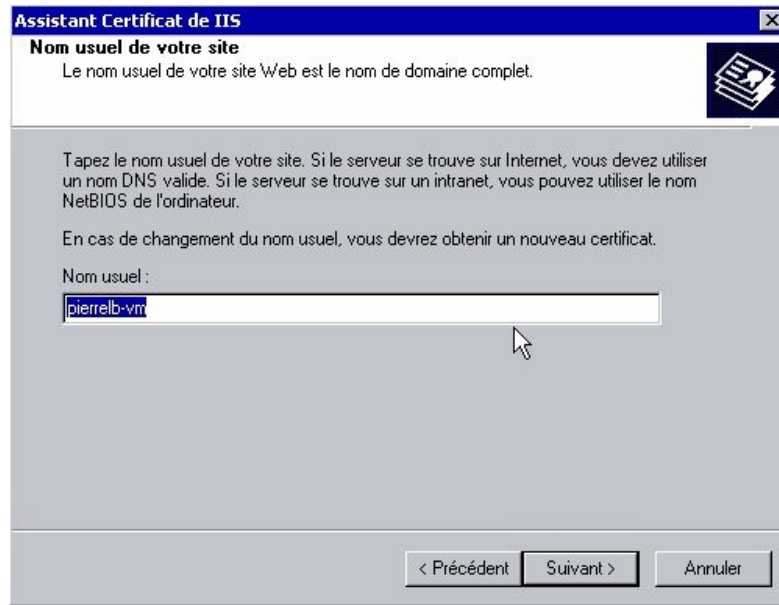 Assistant Certificat de IIS
Nom usuel de votre site
Le nom usuel de votre site Web est le nom de domaine complet.
Tapez le nom usuel de votre site. Si le serveur se trouve sur Internet, vous devez utiliser
un nom DNS valide. Si le serveur se trouve sur un intranet, vous pouvez utiliser le nom
NetBIOS de l'ordinateur.
En cas de changement du nom usuel, vous devrez obtenir un nouveau certificat.
Nom usuel :
pierrelb-vm
< Précédent Suivant > Annuler